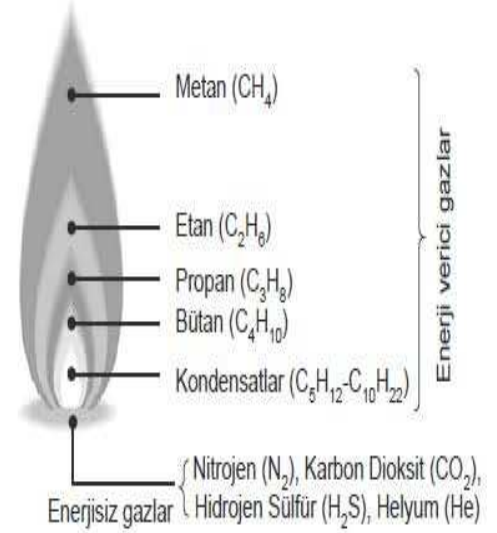 Metan (CH₄)
Etan (C₂H₆)
Propan (C₃H₈)
Bütan (C₄H₁₀)
Kondensatlar (C₅H₁₂-C₁₀H₂₂)
Enerji verici gazlar
Nitrojen (N₂), Karbon Dioksit (CO₂),
Enerjisiz gazlar Hidrojen Sülfür (H₂S), Helyum (He)